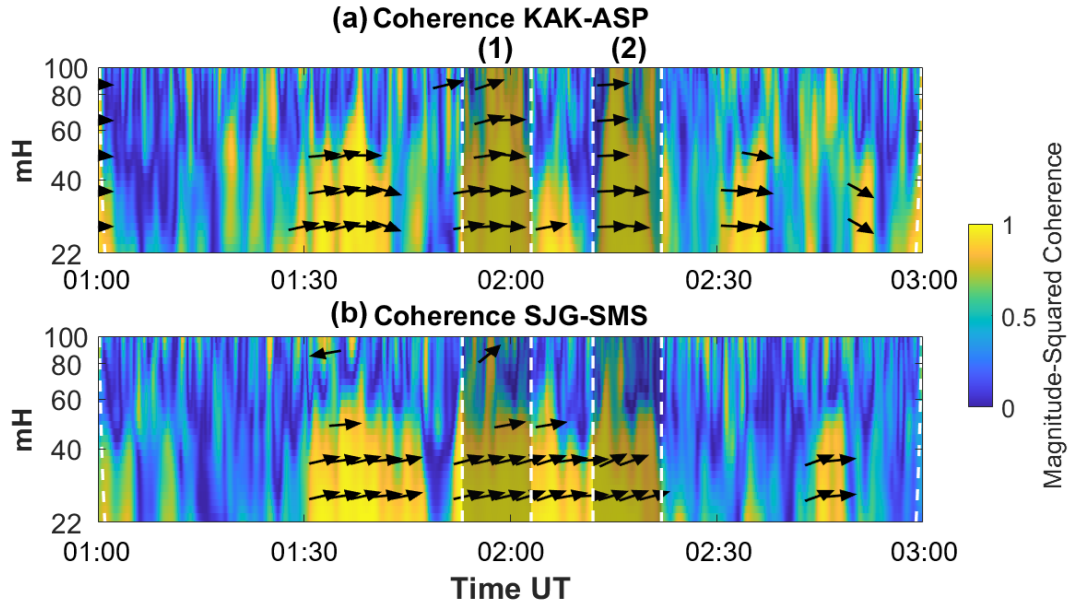 (a) Coherence KAK-ASP
(1) (2)
100
80
60
40
22
mH
01:00 01:30 02:00 02:30 03:00
(b) Coherence SJG-SMS
100
80
60
40
22
mH
01:00 01:30 02:00 02:30 03:00
Time UT
1
0.5
0
Magnitude-Squared Coherence